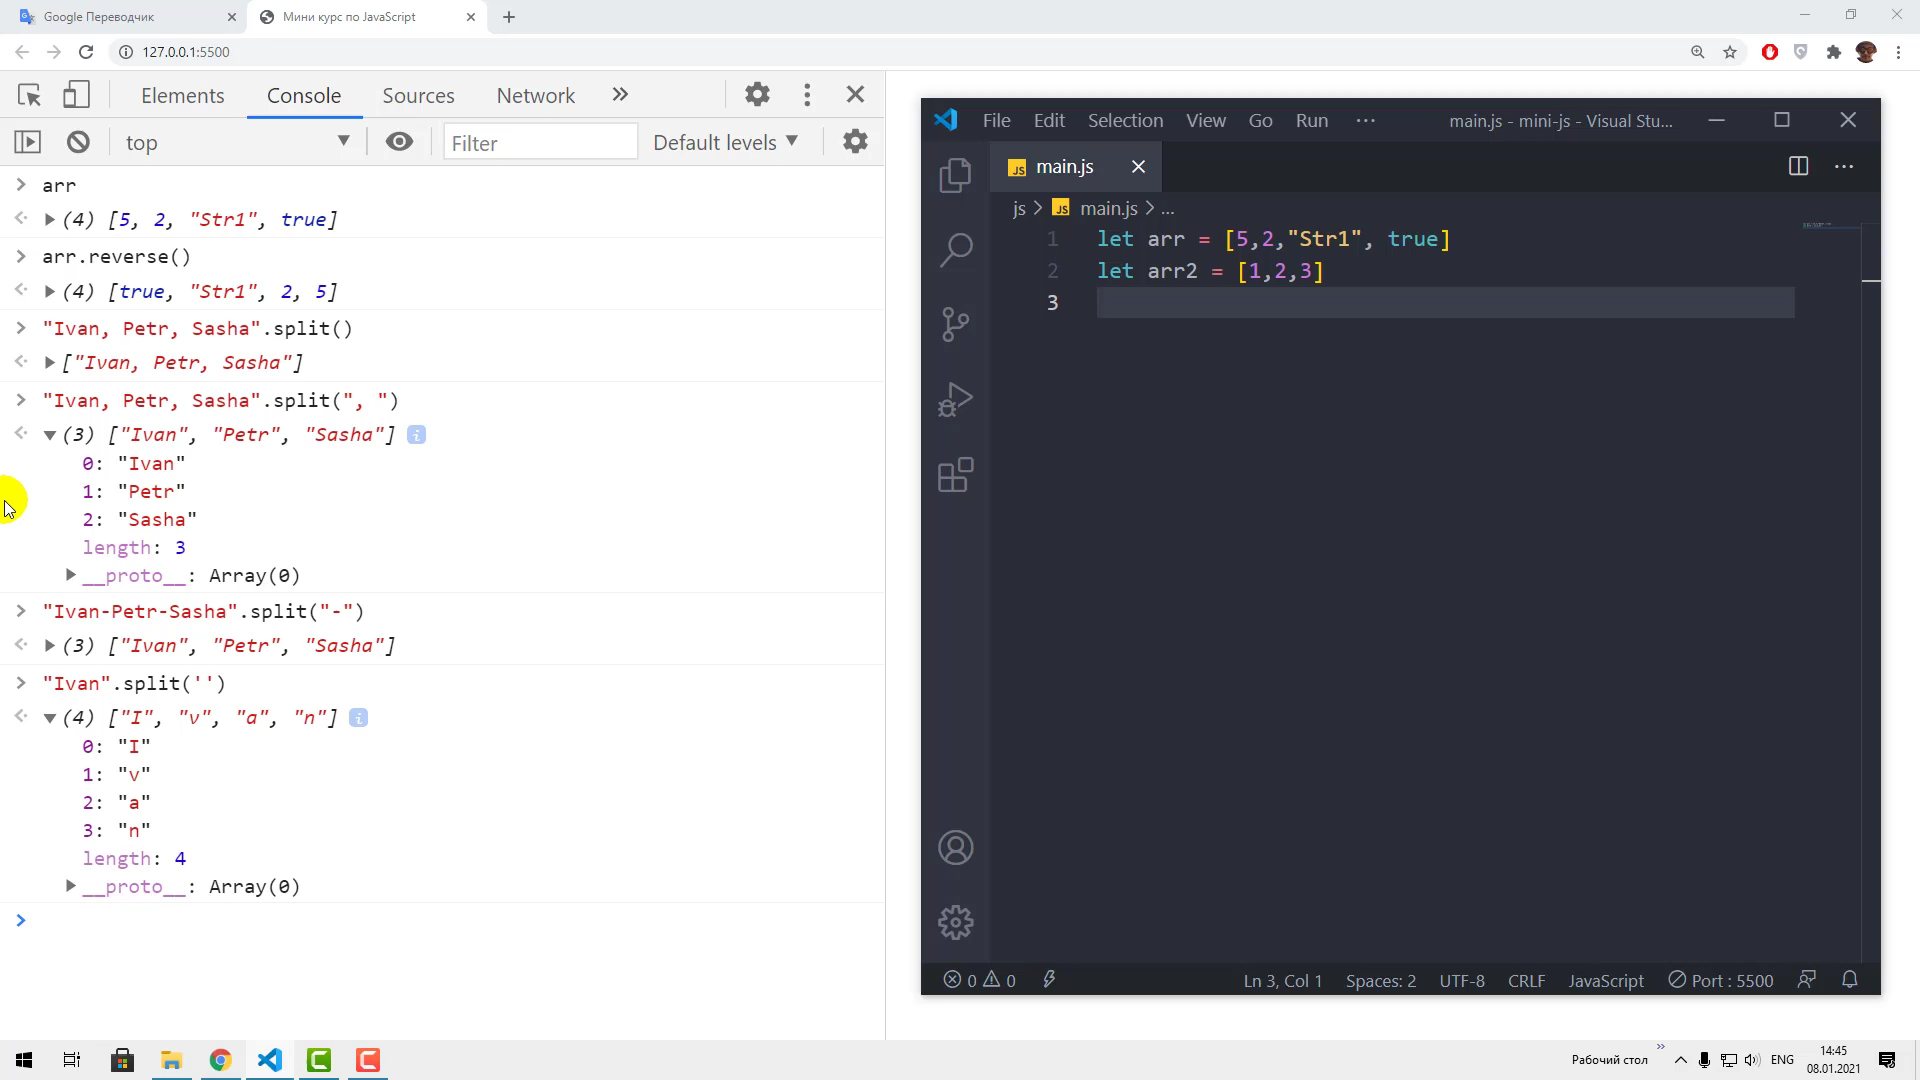 Google Переводчик
Мини курс по JavaScript
127.0.0.1:5500
Elements Console Sources Network
top Filter Default levels
arr
(4) [5, 2, "Str1", true]
arr.reverse()
(4) [true, "Str1", 2, 5]
"Ivan, Petr, Sasha".split()
["Ivan, Petr, Sasha"]
"Ivan, Petr, Sasha".split(", ")
(3) ["Ivan", "Petr", "Sasha"] i
0: "Ivan"
1: "Petr"
2: "Sasha"
length: 3
__proto__: Array(0)
"Ivan-Petr-Sasha".split("-")
(3) ["Ivan", "Petr", "Sasha"]
"Ivan".split('')
(4) ["I", "v", "a", "n"] i
0: "I"
1: "v"
2: "a"
3: "n"
length: 4
__proto__: Array(0)
File Edit Selection View Go Run ··· main.js - mini-js - Visual Stu...
JS main.js
js > JS main.js > ...
1 let arr = [5,2,"Str1", true]
2 let arr2 = [1,2,3]
3
0 0 Ln 3, Col 1 Spaces: 2 UTF-8 CRLF JavaScript Port : 5500
Рабочий стол ENG
14:45
08.01.2021